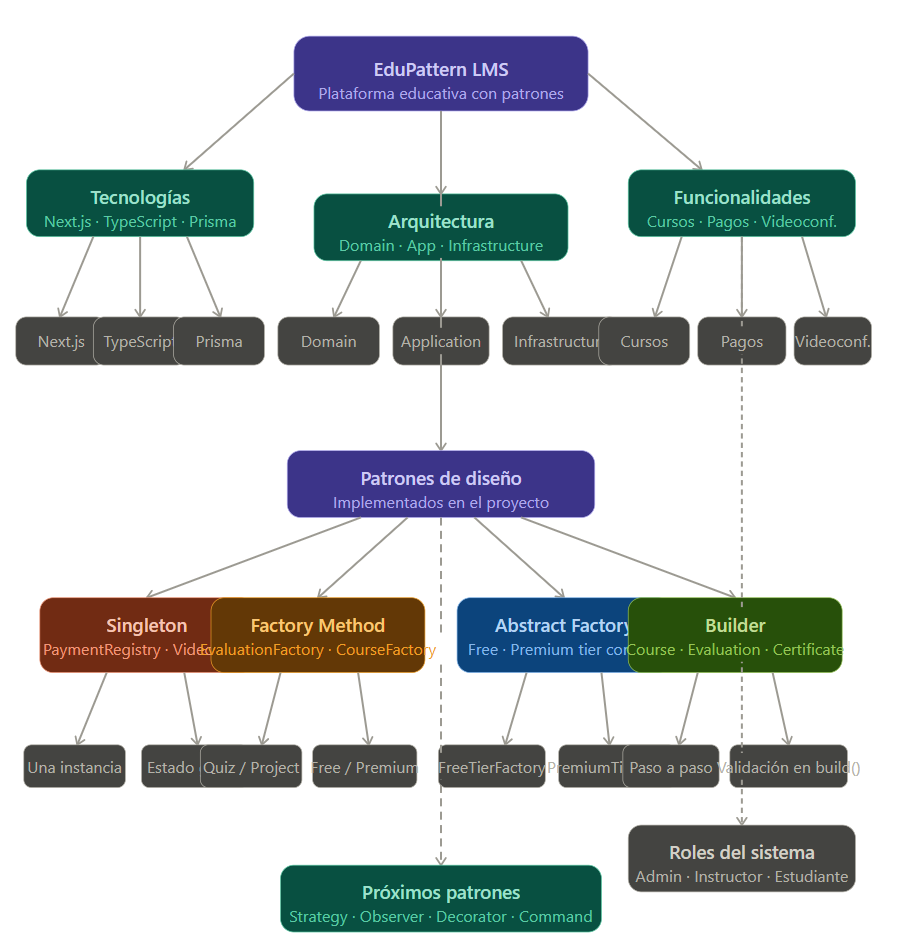 EduPattern LMS
Plataforma educativa con patrones
Tecnologías
Next.js · TypeScript · Prisma
Arquitectura
Domain · App · Infrastructure
Funcionalidades
Cursos · Pagos · Videoconf.
Next.js
TypeScript
Prisma
Domain
Application
Infrastructur
Cursos
Pagos
Videoconf.
Patrones de diseño
Implementados en el proyecto
Singleton
PaymentRegistry · Video
Factory Method
EvaluationFactory · CourseFactory
Abstract Factory
Free · Premium tier
Builder
Course · Evaluation · Certificate
Una instancia
Estado
Quiz / Project
Free / Premium
FreeTierFactory
PremiumTi
Paso a paso
Validación en build()
Roles del sistema
Admin · Instructor · Estudiante
Próximos patrones
Strategy · Observer · Decorator · Command